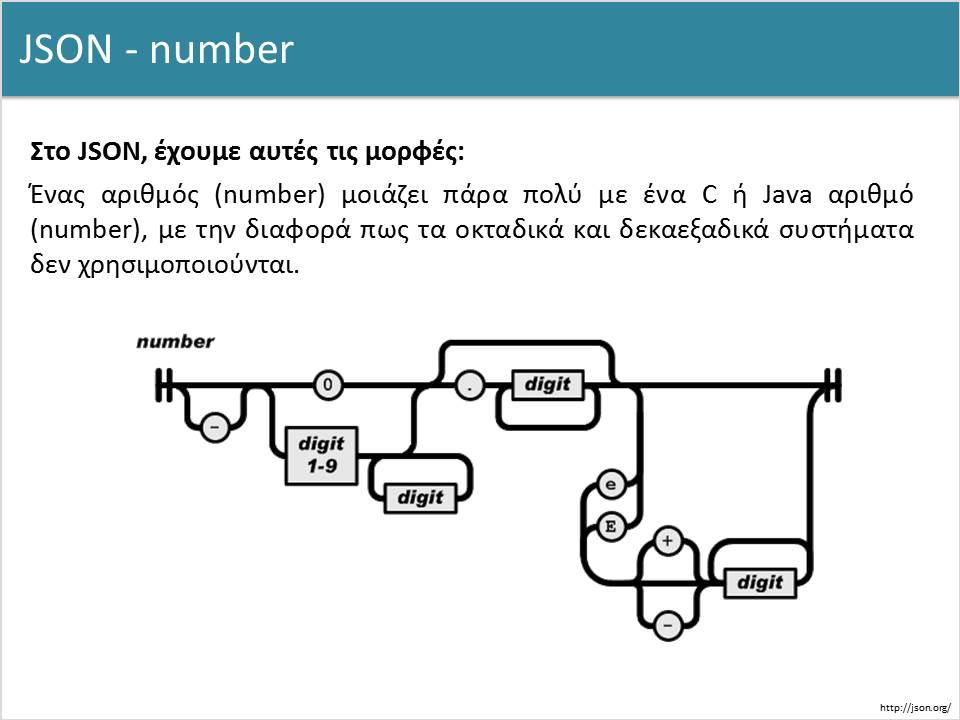 JSON - number
Στο JSON, έχουμε αυτές τις μορφές:
Ένας αριθμός (number) μοιάζει πάρα πολύ με ένα C ή Java αριθμό
(number), με την διαφορά πως τα οκταδικά και δεκαεξαδικά συστήματα
δεν χρησιμοποιούνται.
number
0
.
digit
-
digit
1-9
digit
e
E
+
digit
-
http://json.org/